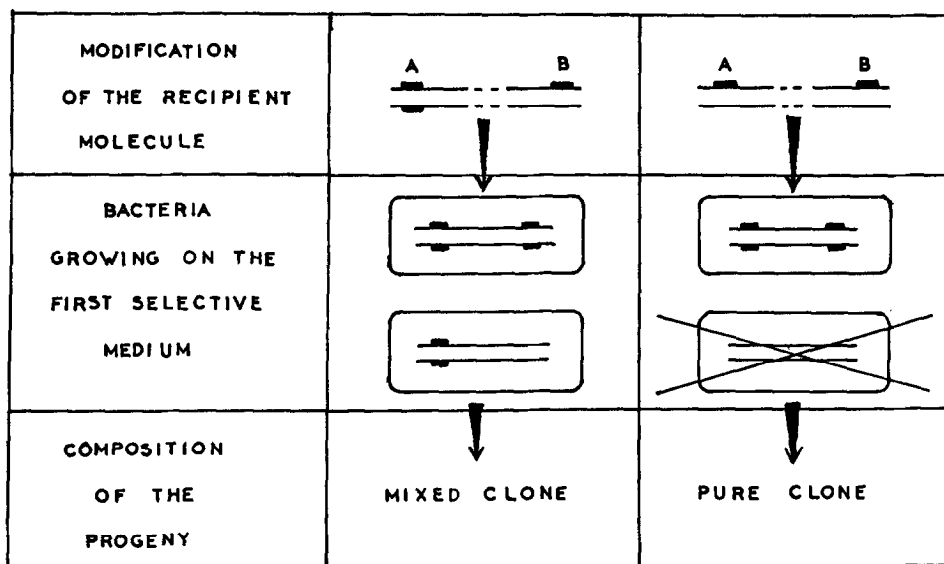 MODIFICATION
OF THE RECIPIENT
MOLECULE
A B
A B
BACTERIA
GROWING ON THE
FIRST SELECTIVE
MEDIUM
COMPOSITION
OF THE
PROGENY
MIXED CLONE
PURE CLONE